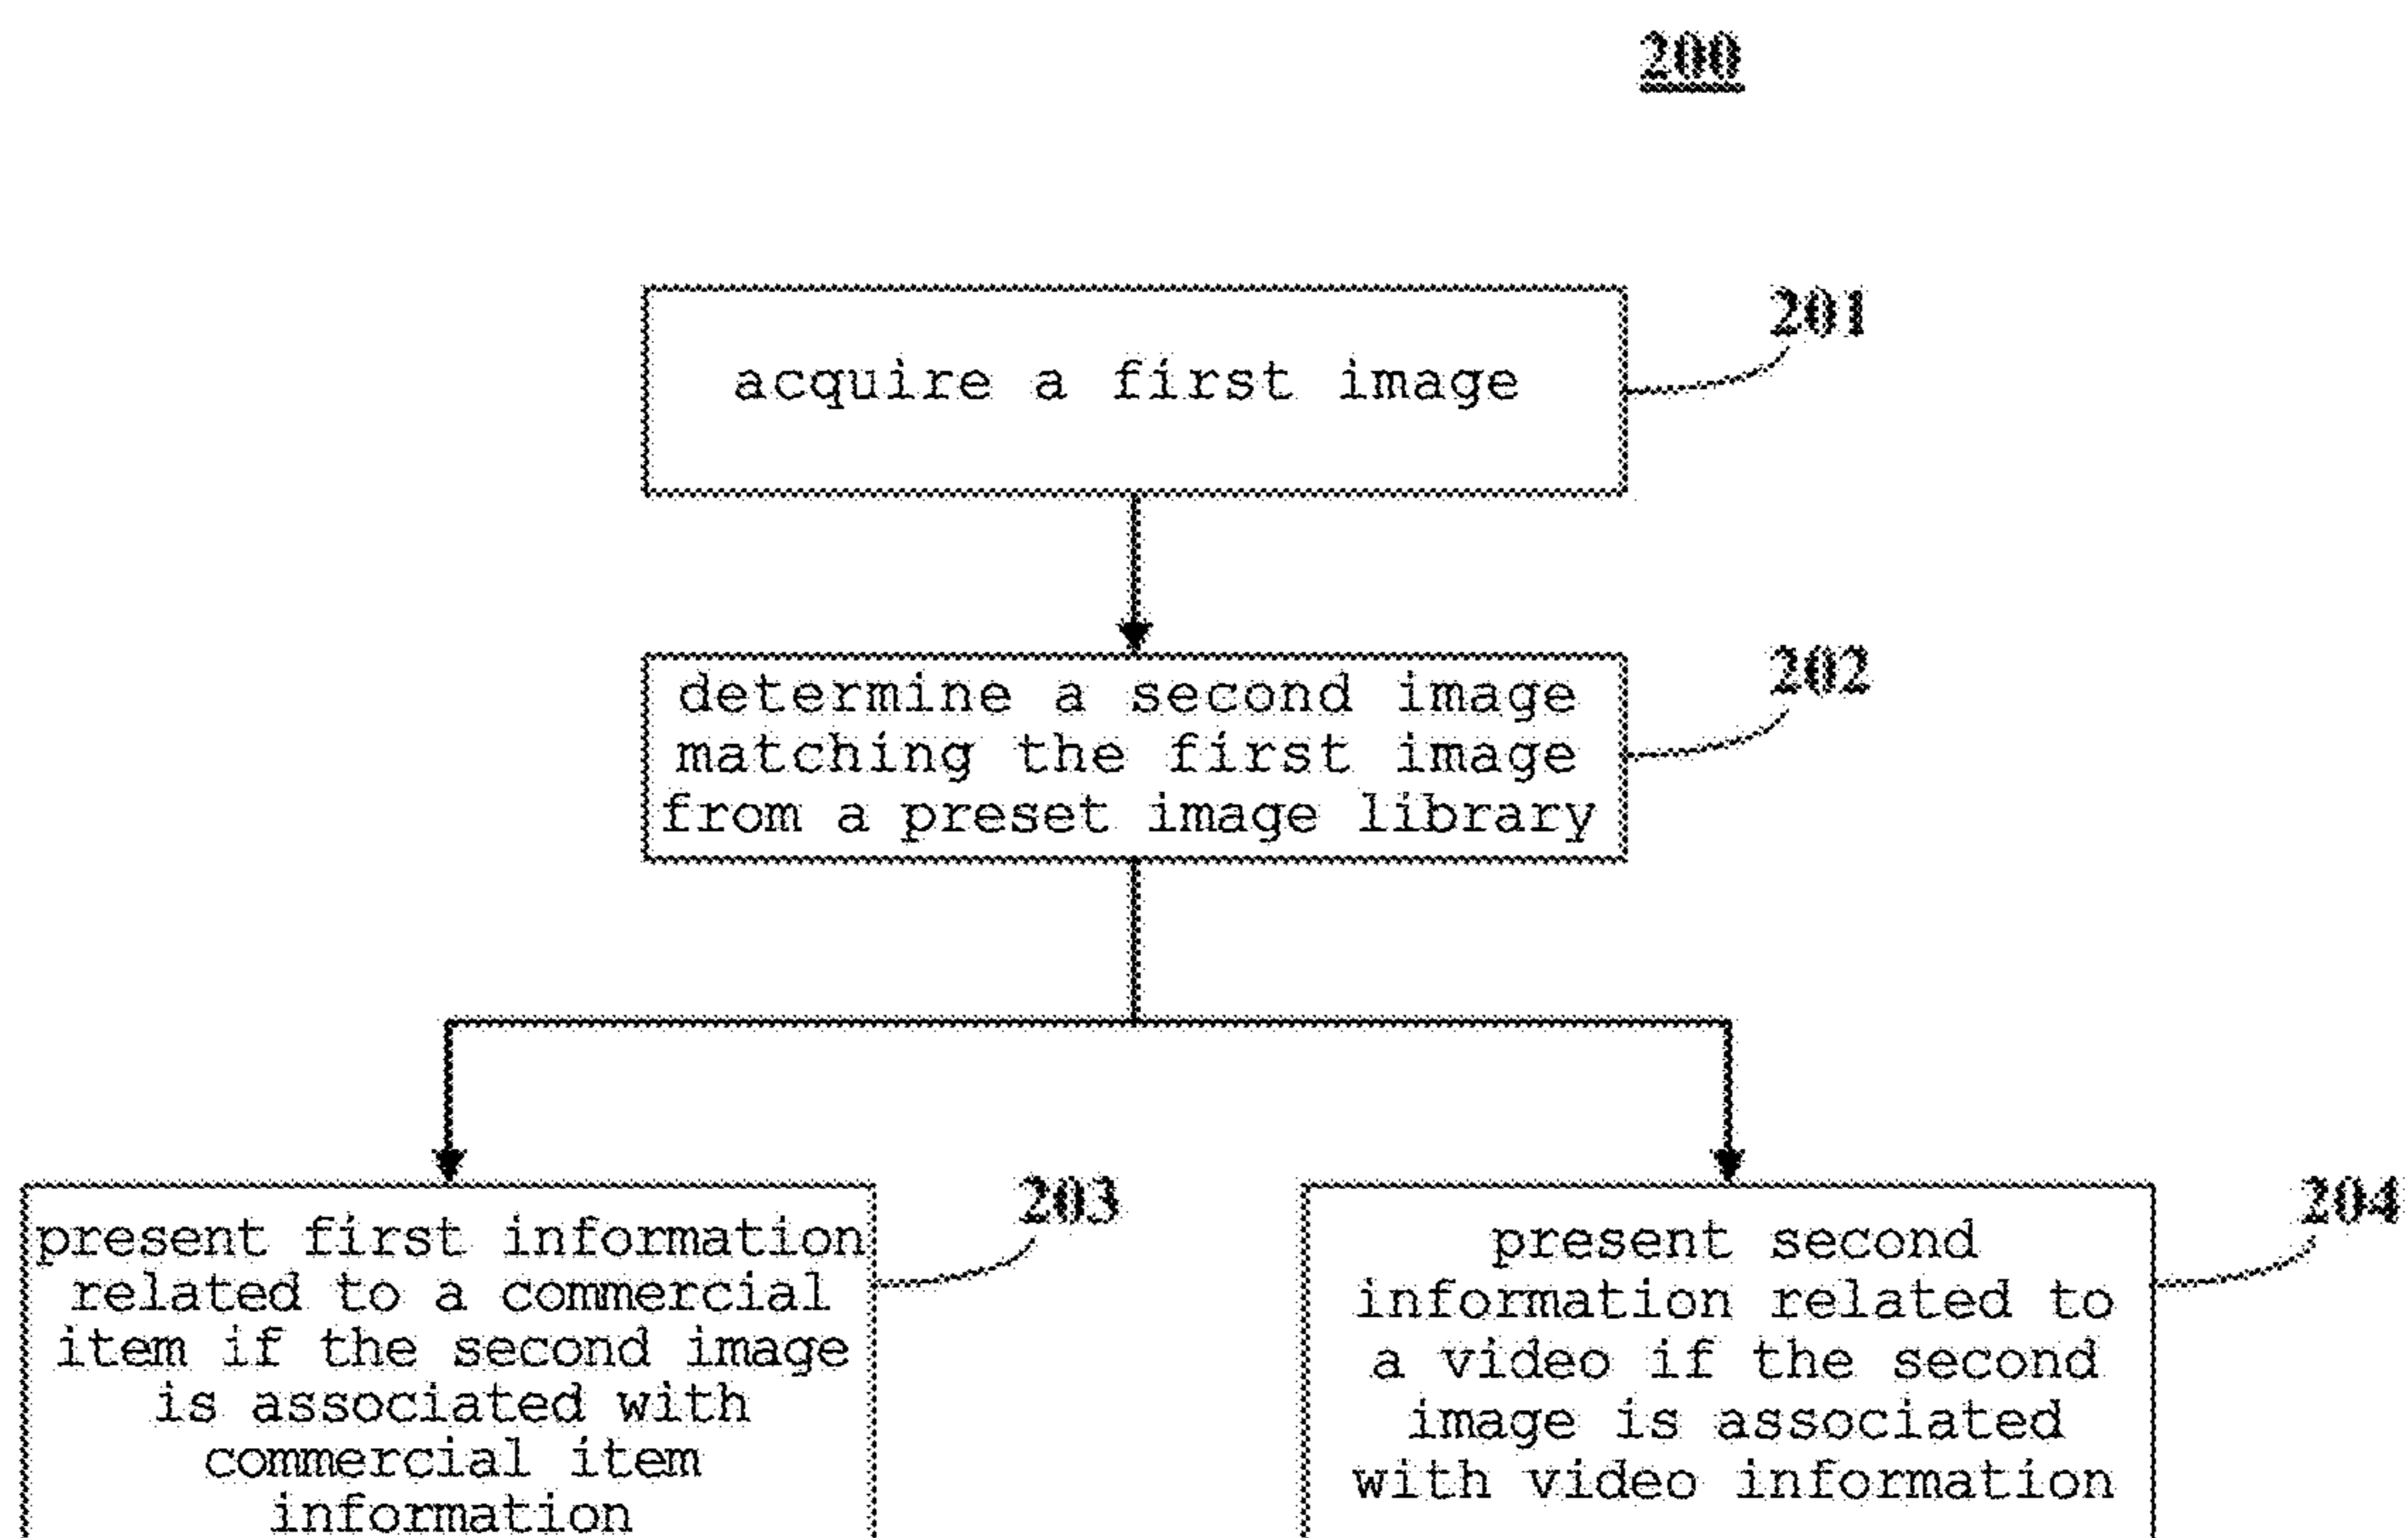 200
acquire a first image
201
determine a second image
matching the first image
from a preset image library
202
present first information
related to a commercial
item if the second image
is associated with
commercial item
information
203
present second
information related to
a video if the second
image is associated
with video information
204